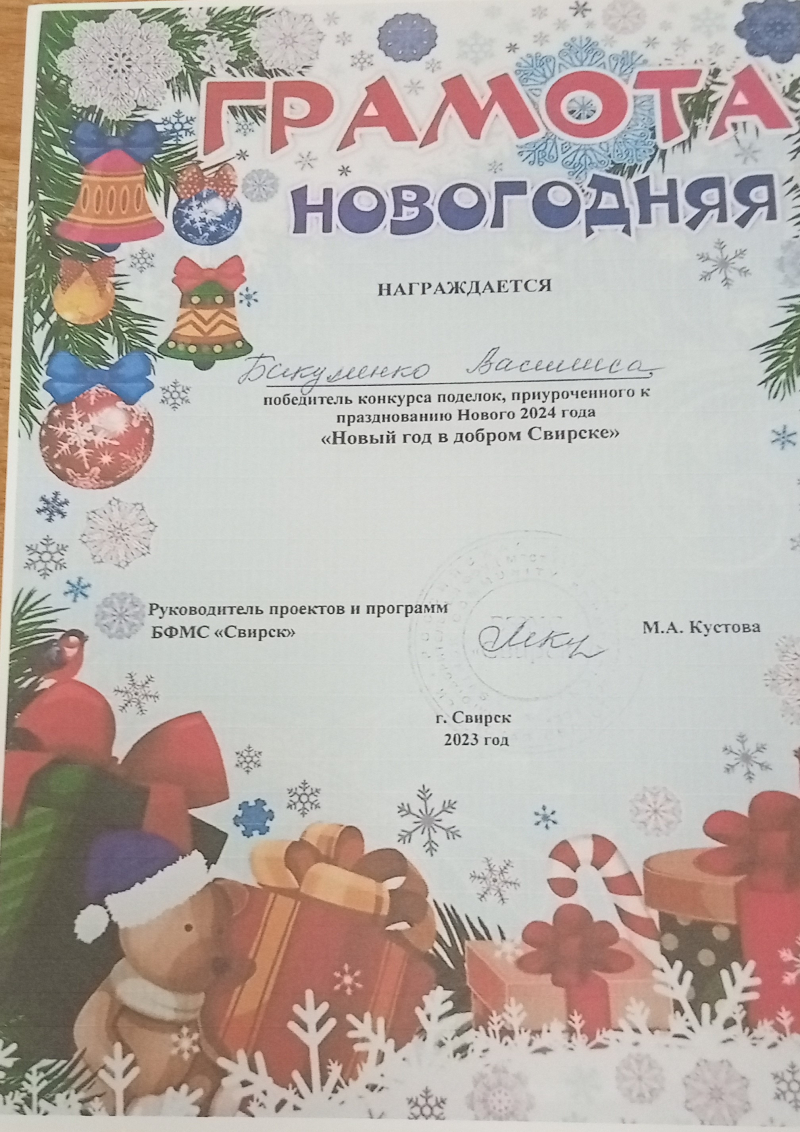 ГРАМОТА
НОВОГОДНЯЯ
НАГРАЖДАЕТСЯ
Бакуменко Василиса
победитель конкурса поделок, приуроченного к
празднованию Нового 2024 года
«Новый год в добром Свирске»
Руководитель проектов и программ
БФМС «Свирск»
М.А. Кустова
г. Свирск
2023 год